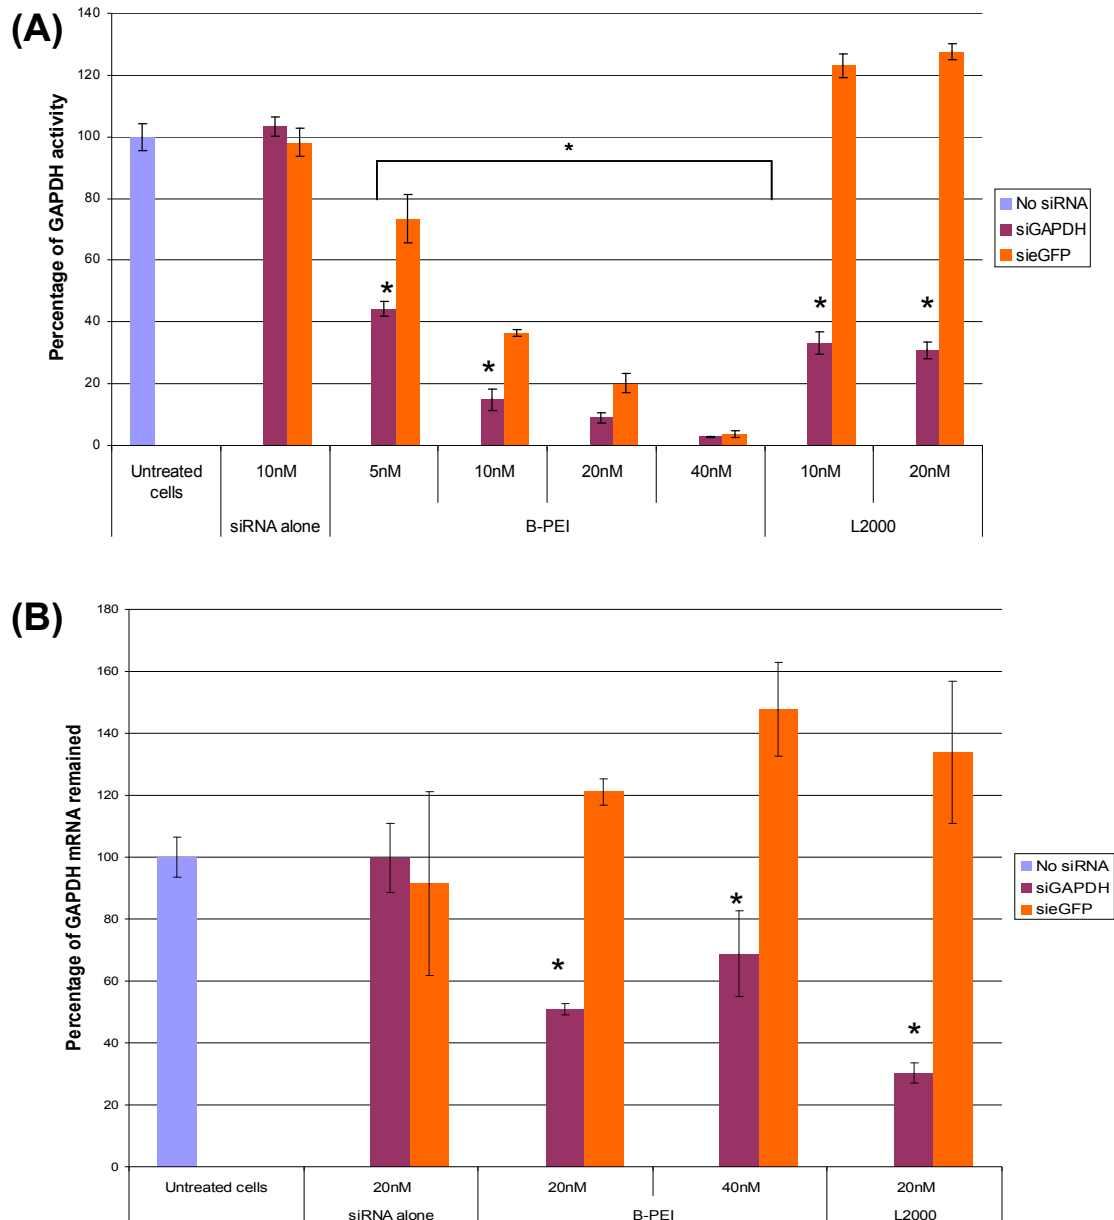 (A)
Percentage of GAPDH activity
140
120
100
80
60
40
20
0
*
*
*
*
*
No siRNA
siGAPDH
sieGFP
Untreated
cells
10nM
5nM
10nM
20nM
40nM
10nM
20nM
siRNA alone
B-PEI
L2000
(B)
Percentage of GAPDH mRNA remained
180
160
140
120
100
80
60
40
20
0
*
*
*
No siRNA
siGAPDH
sieGFP
Untreated cells
20nM
20nM
40nM
20nM
siRNA alone
B-PEI
L2000